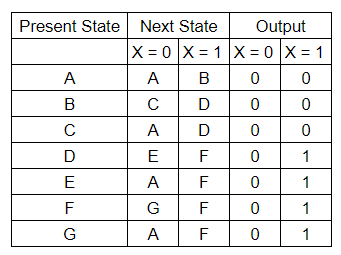 Present State Next State Output
X = 0 X = 1 X = 0 X = 1
A A B 0 0
B C D 0 0
C A D 0 0
D E F 0 1
E A F 0 1
F G F 0 1
G A F 0 1